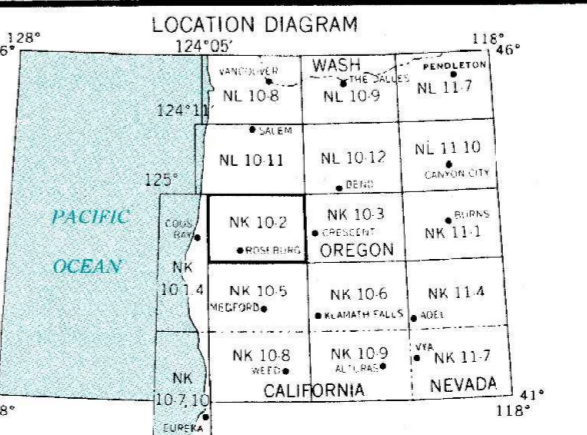 LOCATION DIAGRAM
128° 124°05' 118°
6° 46°
VANCOUVER WASH PENDLETON
THE DALLES
NL 10-8 NL 10-9 NL 11-7
124°11'
SALEM
NL 10-11 NL 10-12 NL 11 10
CANYON CITY
125° BEND
PACIFIC COOS BAY NK 10-2 NK 10-3 BURNS
ROSEBURG CRESCENT NK 11-1
OCEAN NK OREGON
10 1,4 NK 10-5 NK 10-6 NK 11-4
MEDFORD KLAMATH FALLS ADEL
NK 10-8 NK 10-9 VYA NK 11-7
NK WEED ALTURAS
10-7,10 CALIFORNIA NEVADA 41°
8° 118°
EUREKA